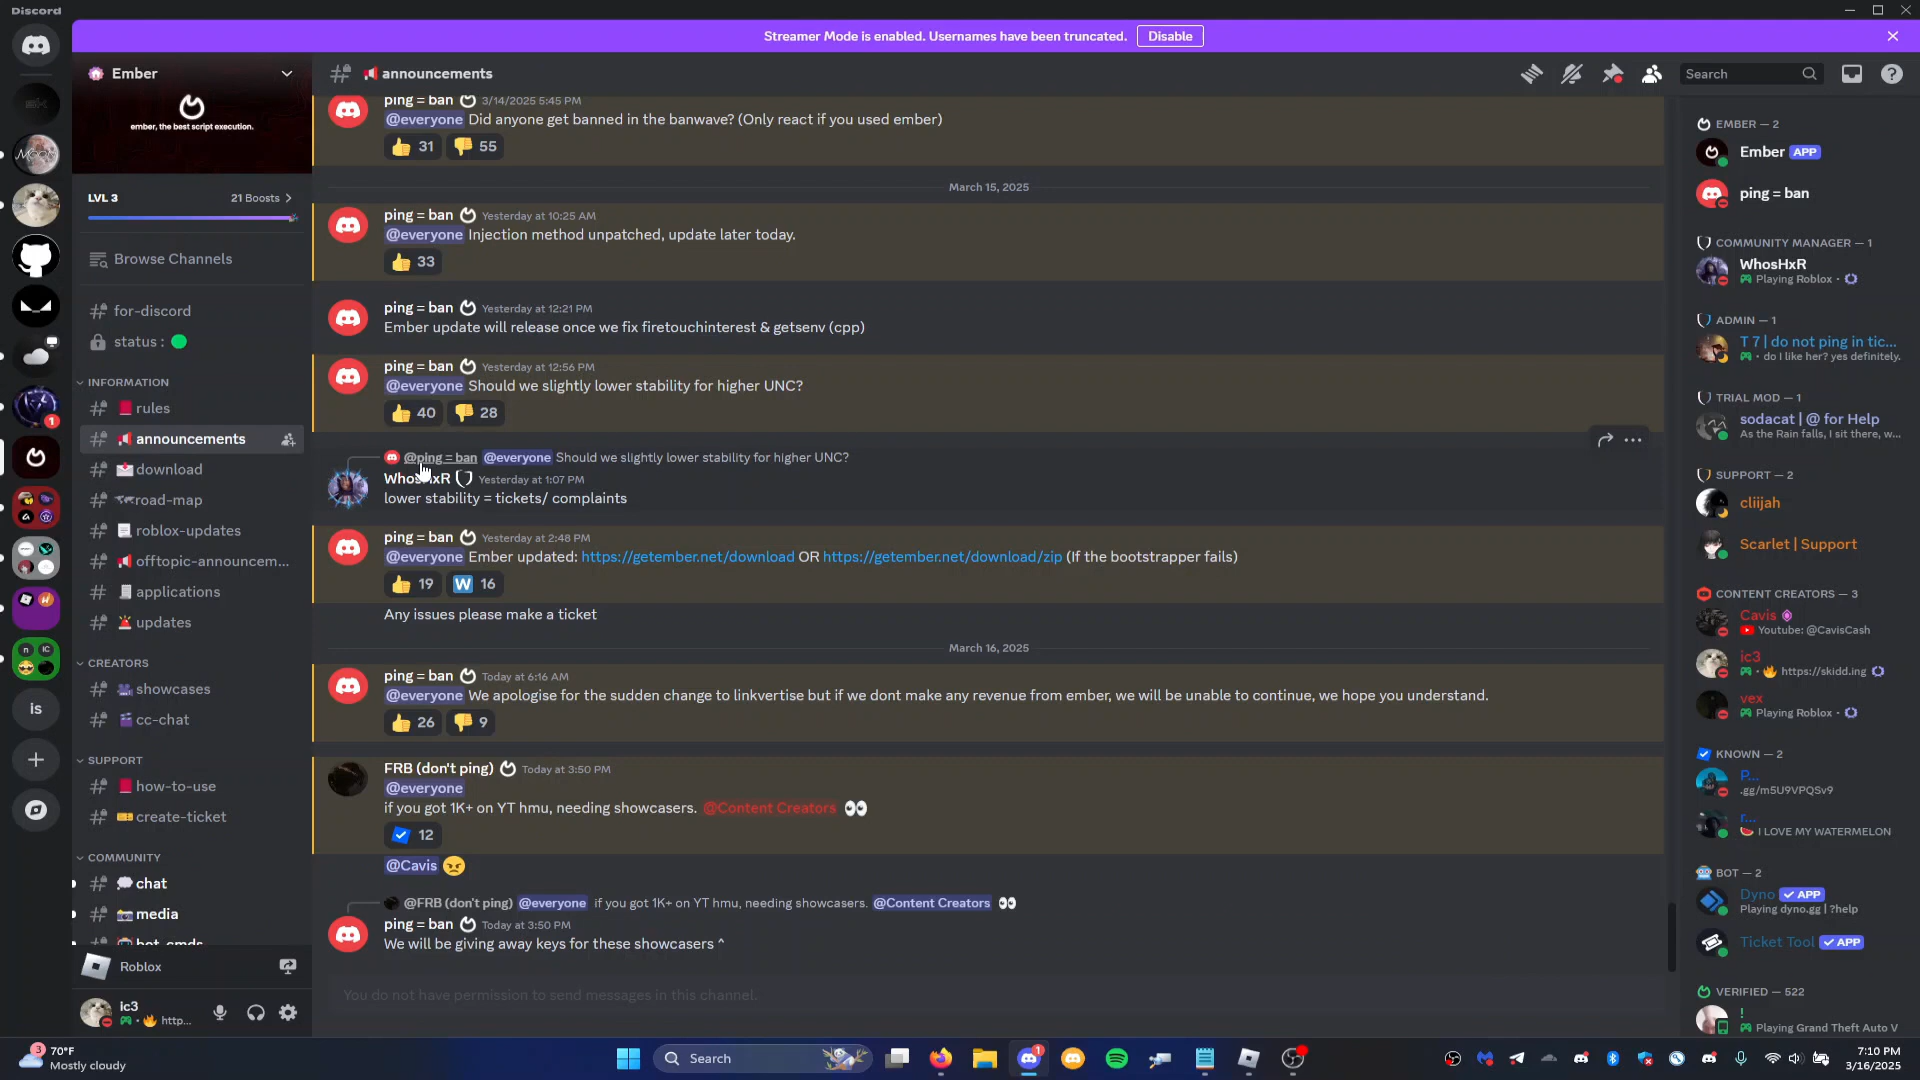 Discord
Streamer Mode is enabled. Usernames have been truncated. Disable
Ember
ember, the best script execution.
LVL 3 21 Boosts
Browse Channels
for-discord
status :
INFORMATION
rules
announcements
download
road-map
roblox-updates
offtopic-announcem...
applications
updates
CREATORS
showcases
cc-chat
SUPPORT
how-to-use
create-ticket
COMMUNITY
chat
media
bot-cmds
Roblox
ic3
http...
is
announcements
Search
ping = ban 3/14/2025 5:45 PM
@everyone Did anyone get banned in the banwave? (Only react if you used ember)
31 55
March 15, 2025
ping = ban Yesterday at 10:25 AM
@everyone Injection method unpatched, update later today.
33
ping = ban Yesterday at 12:21 PM
Ember update will release once we fix firetouchinterest & getsenv (cpp)
ping = ban Yesterday at 12:56 PM
@everyone Should we slightly lower stability for higher UNC?
40 28
@ping = ban @everyone Should we slightly lower stability for higher UNC?
WhosHxR Yesterday at 1:07 PM
lower stability = tickets/ complaints
ping = ban Yesterday at 2:48 PM
@everyone Ember updated: https://getember.net/download OR https://getember.net/download/zip (If the bootstrapper fails)
19 W 16
Any issues please make a ticket
March 16, 2025
ping = ban Today at 6:16 AM
@everyone We apologise for the sudden change to linkvertise but if we dont make any revenue from ember, we will be unable to continue, we hope you understand.
26 9
FRB (don't ping) Today at 3:50 PM
@everyone
if you got 1K+ on YT hmu, needing showcasers. @Content Creators
12
@Cavis
@FRB (don't ping) @everyone if you got 1K+ on YT hmu, needing showcasers. @Content Creators
ping = ban Today at 3:50 PM
We will be giving away keys for these showcasers ^
You do not have permission to send messages in this channel.
EMBER — 2
Ember APP
ping = ban
COMMUNITY MANAGER — 1
WhosHxR
Playing Roblox •
ADMIN — 1
T 7 | do not ping in tic...
• do I like her? yes definitely.
TRIAL MOD — 1
sodacat | @ for Help
As the Rain falls, I sit there, w...
SUPPORT — 2
cliijah
Scarlet | Support
CONTENT CREATORS — 3
Cavis
Youtube: @CavisCash
ic3
• https://skidd.ing
vex
Playing Roblox •
KNOWN — 2
P...
.gg/m5U9VPQSv9
r...
I LOVE MY WATERMELON
BOT — 2
Dyno APP
Playing dyno.gg | ?help
Ticket Tool APP
VERIFIED — 522
!
Playing Grand Theft Auto V
3
70°F
Mostly cloudy
Search
7:10 PM
3/16/2025